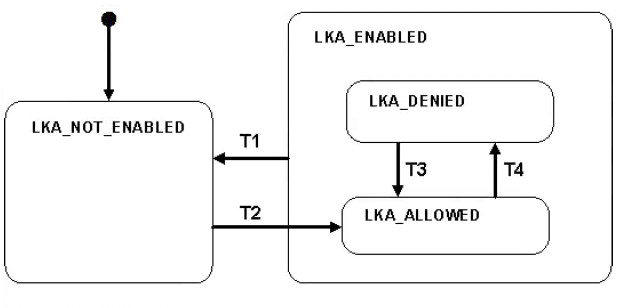 LKA_ENABLED
LKA_DENIED
LKA_NOT_ENABLED
T1
T3
T4
T2
LKA_ALLOWED